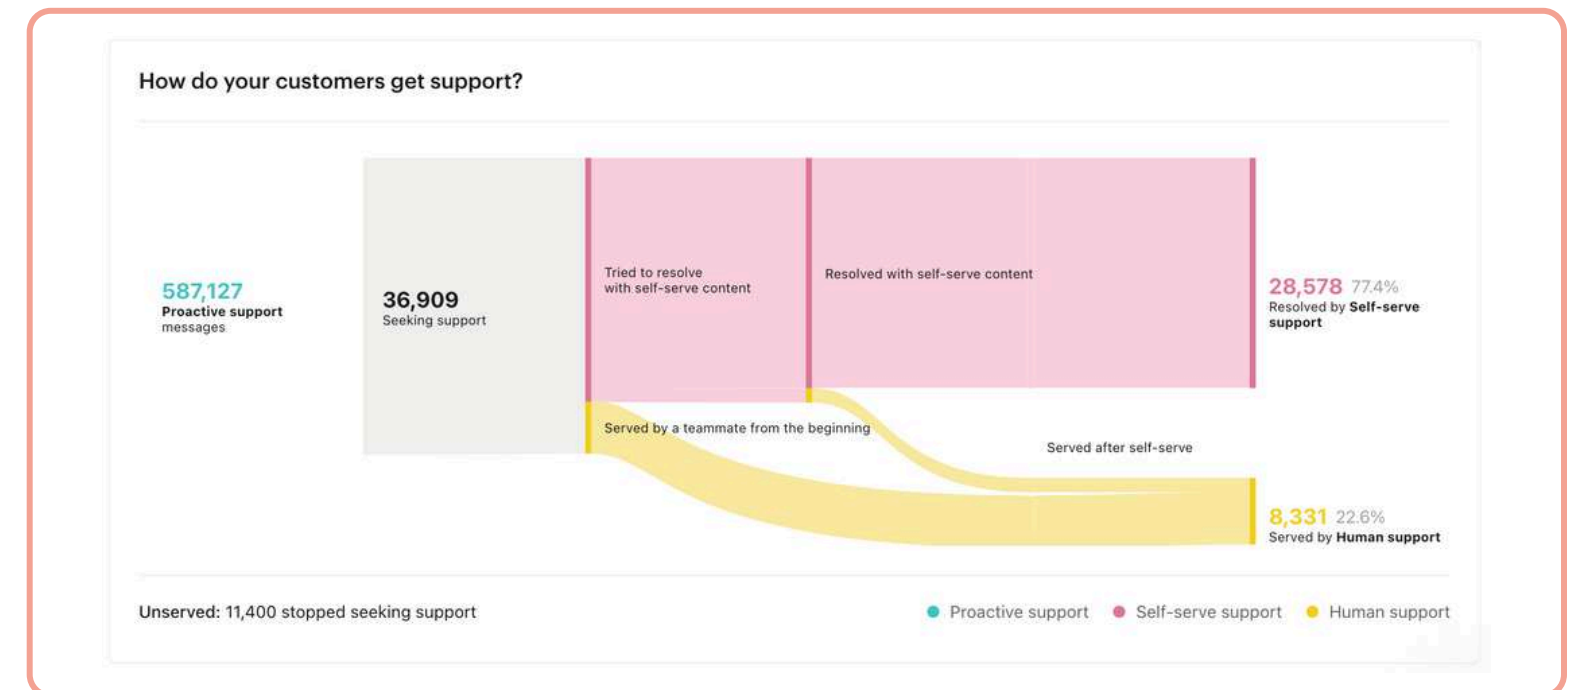 How do your customers get support?
587,127
Proactive support
messages
36,909
Seeking support
Tried to resolve
with self-serve content
Served by a teammate from the beginning
Resolved with self-serve content
Served after self-serve
28,578 77.4%
Resolved by Self-serve
support
8,331 22.6%
Served by Human support
Unserved: 11,400 stopped seeking support
Proactive support Self-serve support Human support